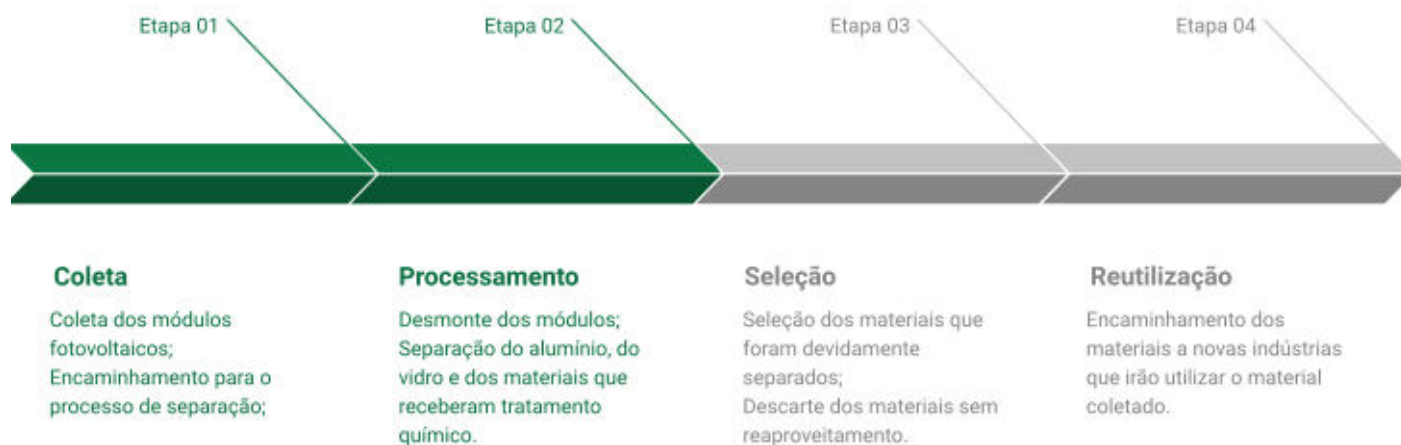 Etapa 01
Etapa 02
Etapa 03
Etapa 04
Coleta
Coleta dos módulos
fotovoltaicos;
Encaminhamento para o
processo de separação;
Processamento
Desmonte dos módulos;
Separação do alumínio, do
vidro e dos materiais que
receberam tratamento
químico.
Seleção
Seleção dos materiais que
foram devidamente
separados;
Descarte dos materiais sem
reaproveitamento.
Reutilização
Encaminhamento dos
materiais a novas indústrias
que irão utilizar o material
coletado.